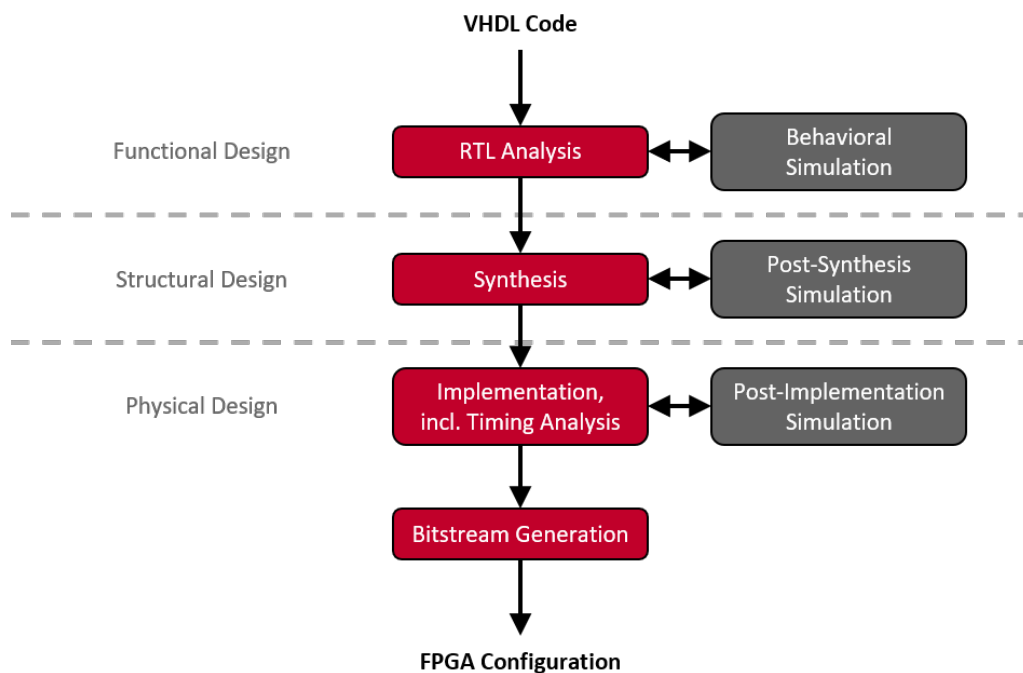 VHDL Code
Functional Design
RTL Analysis
Behavioral
Simulation
Structural Design
Synthesis
Post-Synthesis
Simulation
Physical Design
Implementation,
incl. Timing Analysis
Post-Implementation
Simulation
Bitstream Generation
FPGA Configuration